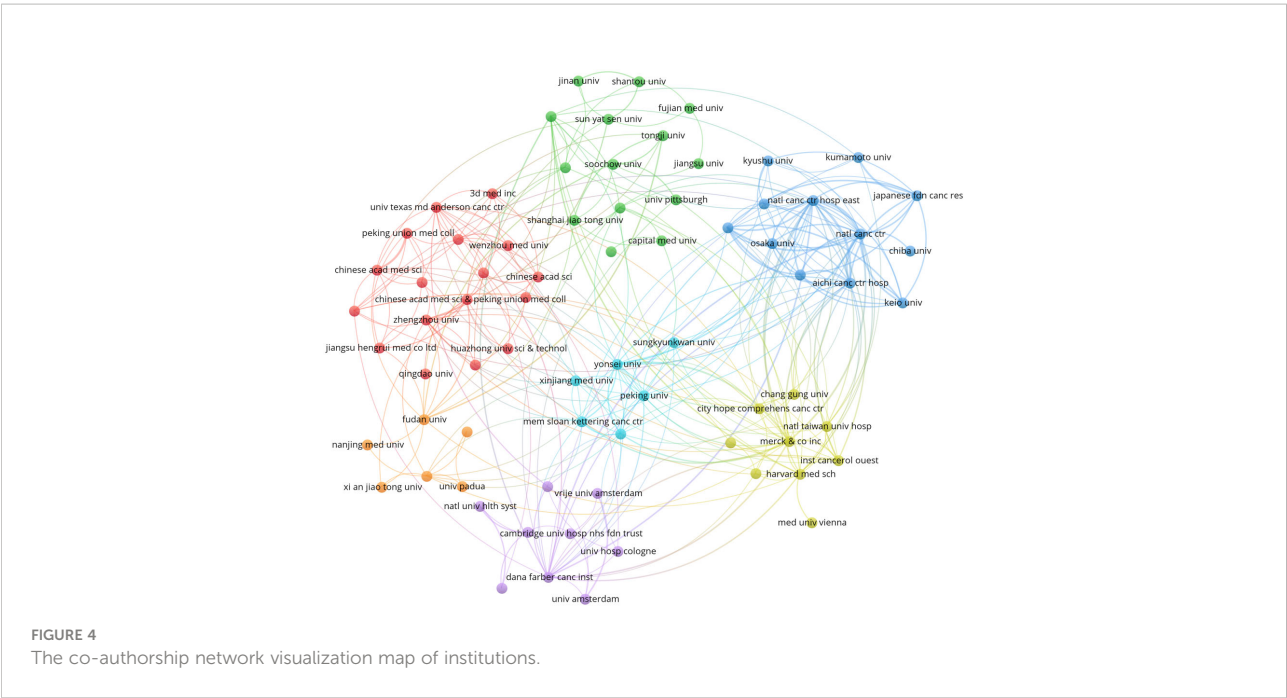 jinan univ
shantou univ
fujian med univ
sun yat sen univ
tongji univ
soochow univ
jiangsu univ
kyushu univ
kumamoto univ
3d med inc
univ texas md anderson canc ctr
univ pittsburgh
natl canc ctr hosp east
japanese fdn canc res
shanghai jiao tong univ
peking union med coll
wenzhou med univ
capital med univ
osaka univ
natl canc ctr
chiba univ
chinese acad med sci
chinese acad sci
aichi canc ctr hosp
chinese acad med sci & peking union med coll
keio univ
zhengzhou univ
jiangsu hengrui med co ltd
huazhong univ sci & technol
sungkyunkwan univ
yonsei univ
qingdao univ
xinjiang med univ
peking univ
chang gung univ
city hope comprehens canc ctr
fudan univ
mem sloan kettering canc ctr
natl taiwan univ hosp
nanjing med univ
merck & co inc
inst cancerol ouest
harvard med sch
xi an jiao tong univ
univ padua
vrije univ amsterdam
natl univ hlth syst
med univ vienna
cambridge univ hosp nhs fdn trust
univ hosp cologne
dana farber canc inst
univ amsterdam
FIGURE 4
The co-authorship network visualization map of institutions.